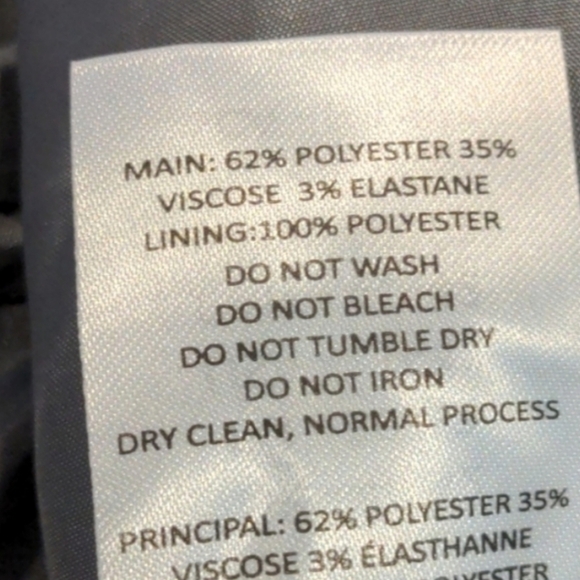 MAIN: 62% POLYESTER 35%
VISCOSE 3% ELASTANE
LINING:100% POLYESTER
DO NOT WASH
DO NOT BLEACH
DO NOT TUMBLE DRY
DO NOT IRON
DRY CLEAN, NORMAL PROCESS
PRINCIPAL: 62% POLYESTER 35%
VISCOSE 3% ÉLASTHANNE
POLYESTER